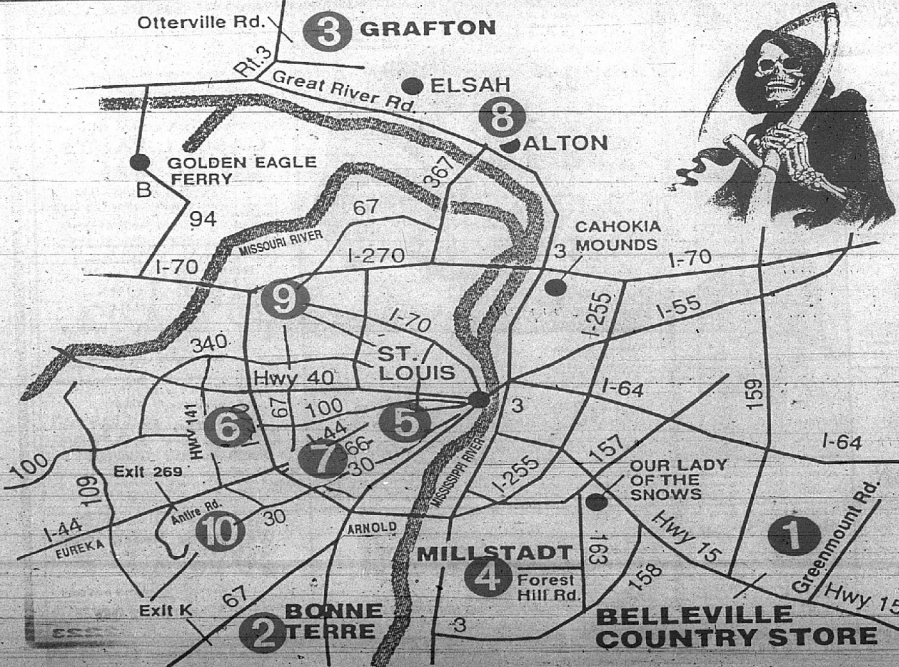 Otterville Rd.
3 GRAFTON
Rt.3
Great River Rd.
ELSAH
8
ALTON
GOLDEN EAGLE
FERRY
B
94
367
67
MISSOURI RIVER
CAHOKIA
MOUNDS
3
I-70
I-270
I-70
9
I-70
I-255
I-55
340
ST.
LOUIS
Hwy 40
67
100
I-64
3
159
HWY 141
6
5
I-44
366
7
30
157
I-64
100
Exit 269
109
MISSISSIPPI RIVER
I-255
OUR LADY
OF THE
SNOWS
Antire Rd.
10
30
ARNOLD
I-44
EUREKA
Hwy 15
1
Greenmount Rd.
MILLSTADT
4
Forest
Hill Rd.
163
158
Hwy 15
Exit K
67
2
BONNE
TERRE
3
BELLEVILLE
COUNTRY STORE